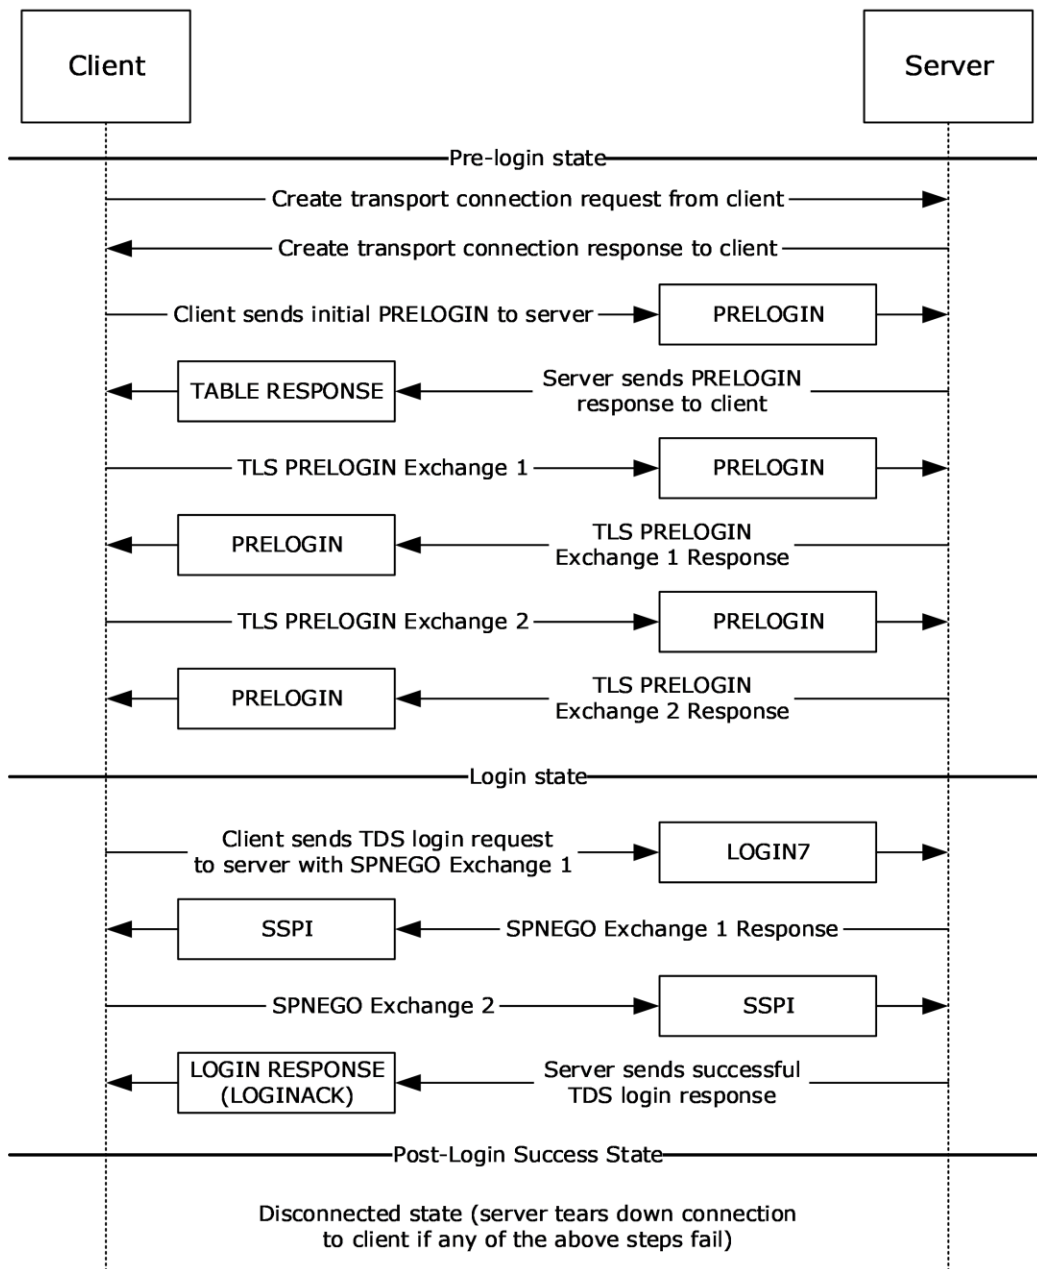 Client
Server
Pre-login state
Create transport connection request from client
Create transport connection response to client
Client sends initial PRELOGIN to server
PRELOGIN
TABLE RESPONSE
Server sends PRELOGIN
response to client
TLS PRELOGIN Exchange 1
PRELOGIN
PRELOGIN
TLS PRELOGIN
Exchange 1 Response
TLS PRELOGIN Exchange 2
PRELOGIN
PRELOGIN
TLS PRELOGIN
Exchange 2 Response
Login state
Client sends TDS login request
to server with SPNEGO Exchange 1
LOGIN7
SSPI
SPNEGO Exchange 1 Response
SPNEGO Exchange 2
SSPI
LOGIN RESPONSE
(LOGINACK)
Server sends successful
TDS login response
Post-Login Success State
Disconnected state (server tears down connection
to client if any of the above steps fail)